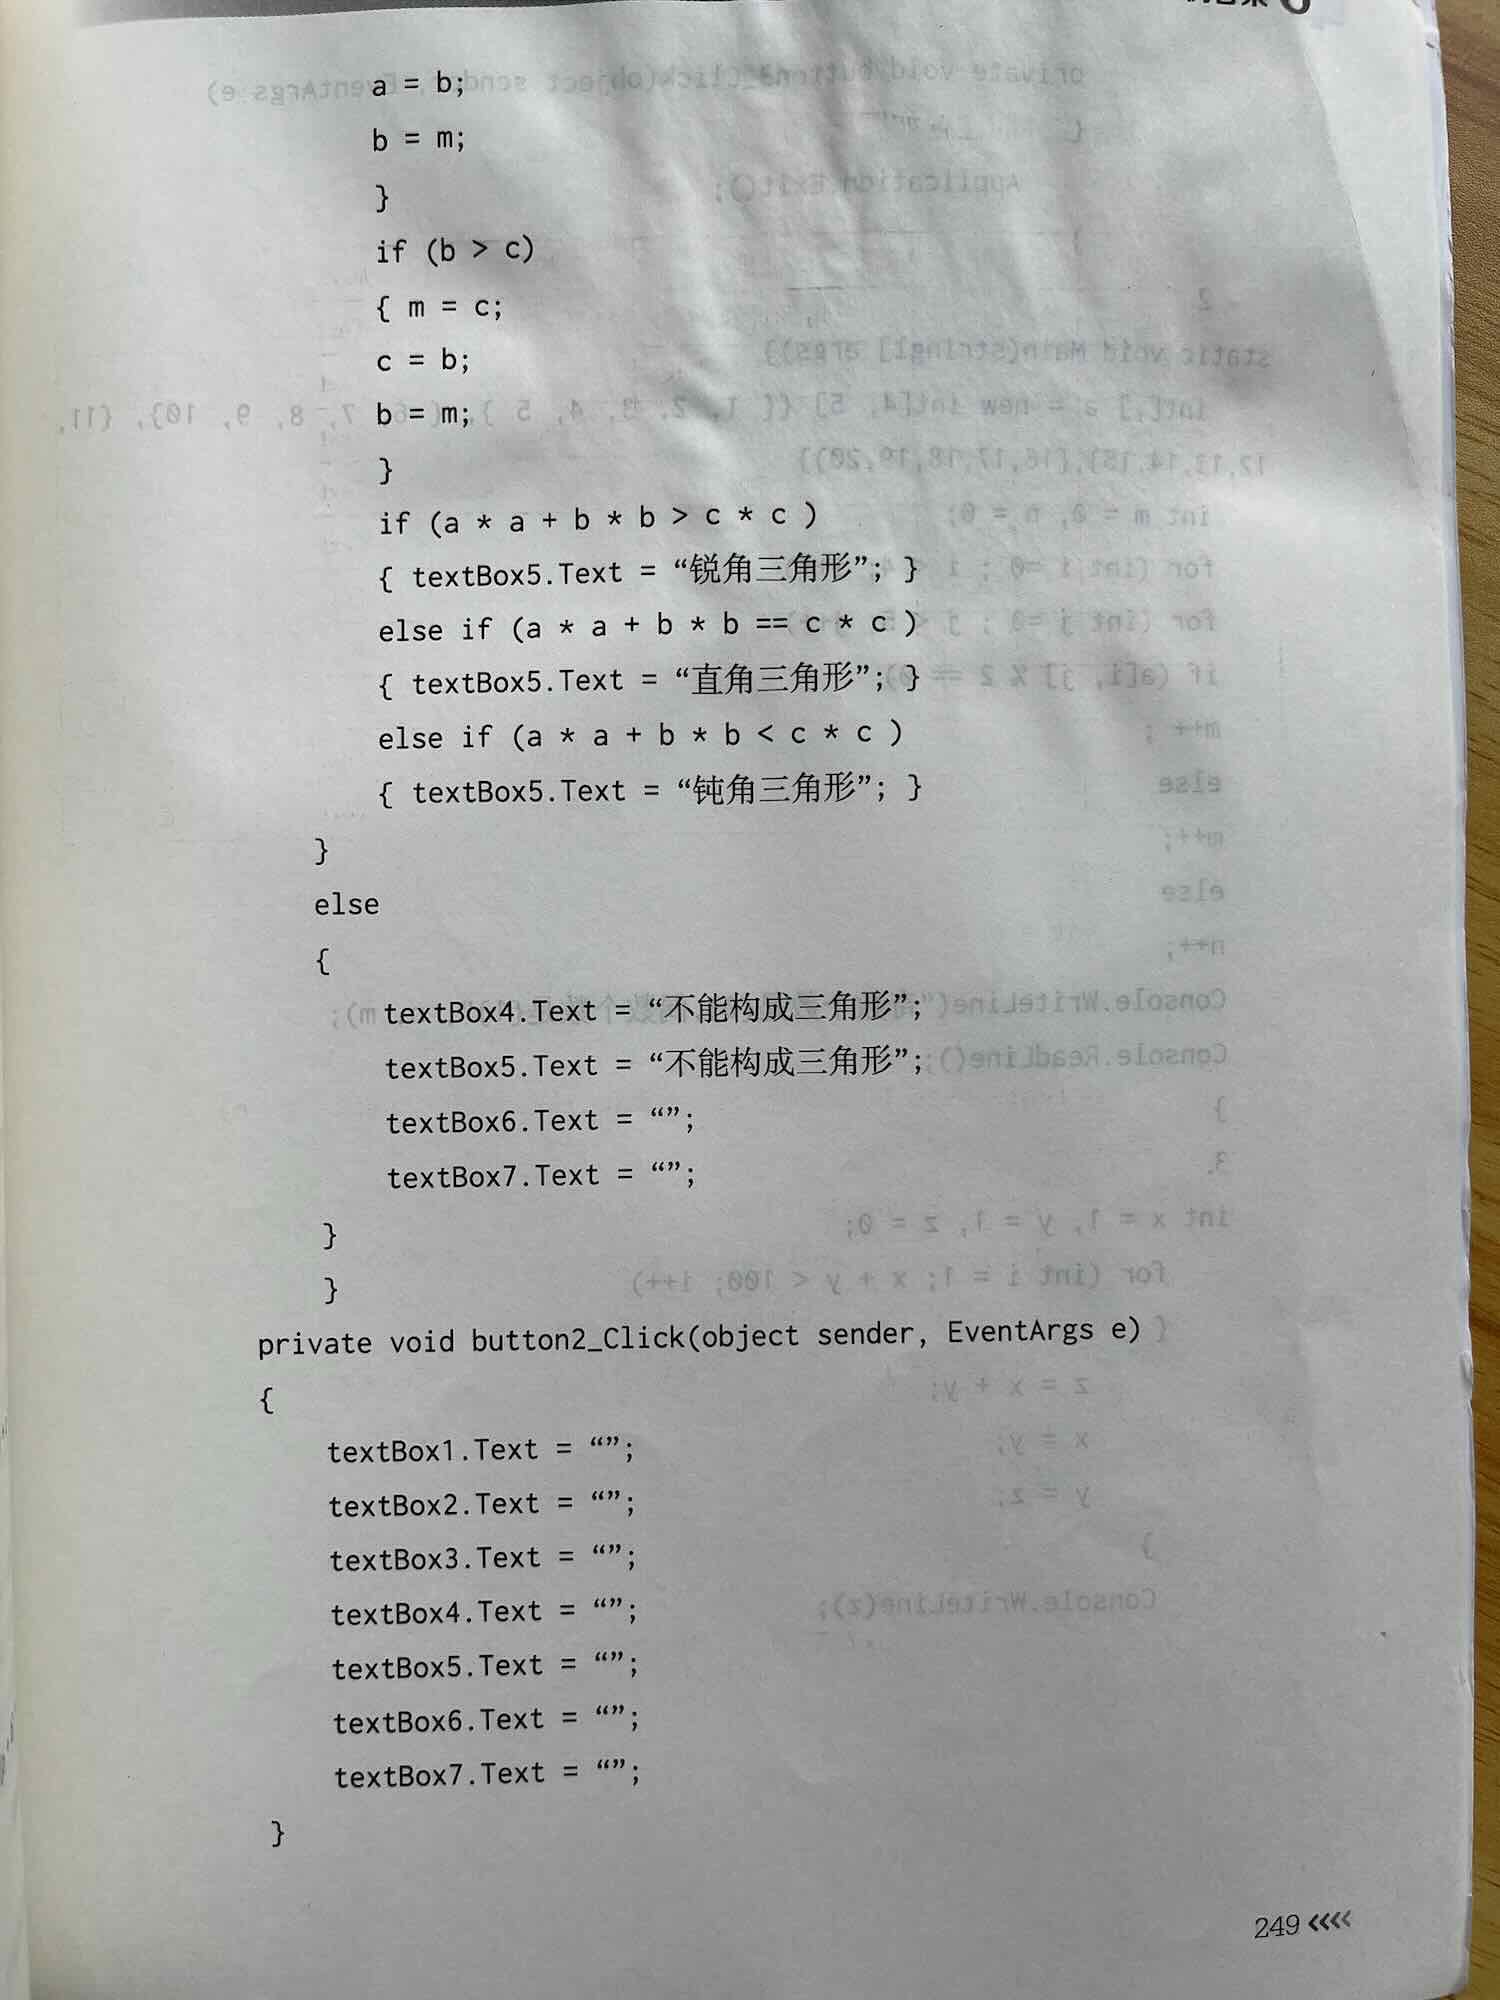 a = b;
b = m;
}
if (b > c)
{ m = c;
c = b;
b = m;
}
if (a * a + b * b > c * c )
{ textBox5.Text = “锐角三角形”; }
else if (a * a + b * b == c * c )
{ textBox5.Text = “直角三角形”; }
else if (a * a + b * b < c * c )
{ textBox5.Text = “钝角三角形”; }
}
else
{
textBox4.Text = “不能构成三角形”;
textBox5.Text = “不能构成三角形”;
textBox6.Text = “”;
textBox7.Text = “”;
}
}
private void button2_Click(object sender, EventArgs e)
{
textBox1.Text = “”;
textBox2.Text = “”;
textBox3.Text = “”;
textBox4.Text = “”;
textBox5.Text = “”;
textBox6.Text = “”;
textBox7.Text = “”;
}
249 <<<<